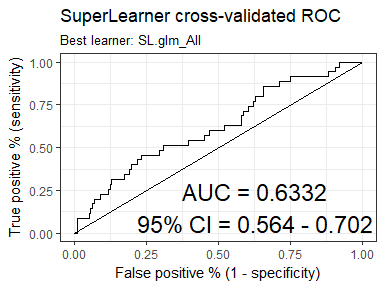 SuperLearner cross-validated ROC
Best learner: SL.glm_All
True positive % (sensitivity)
1.00
0.75
0.50
0.25
0.00
AUC = 0.6332
95% CI = 0.564 - 0.702
0.00 0.25 0.50 0.75 1.00
False positive % (1 - specificity)